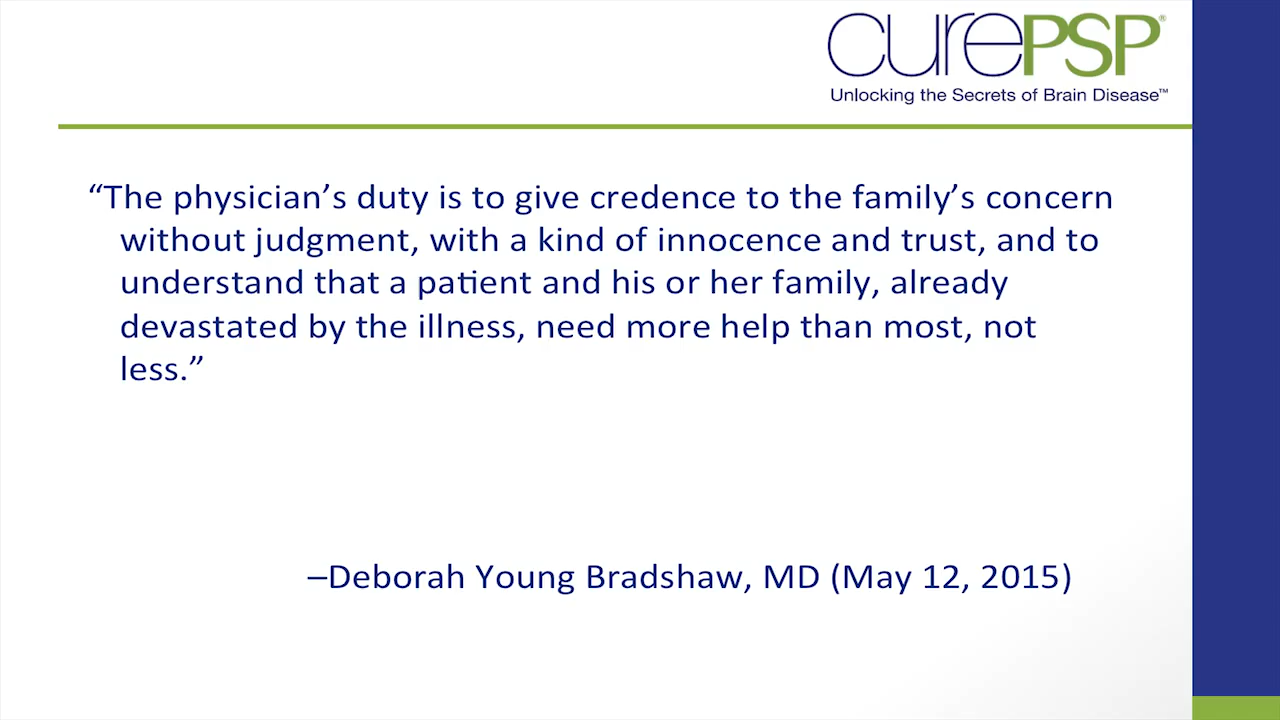 curePSP®
Unlocking the Secrets of Brain Disease™
“The physician’s duty is to give credence to the family’s concern
without judgment, with a kind of innocence and trust, and to
understand that a patient and his or her family, already
devastated by the illness, need more help than most, not
less.”
–Deborah Young Bradshaw, MD (May 12, 2015)